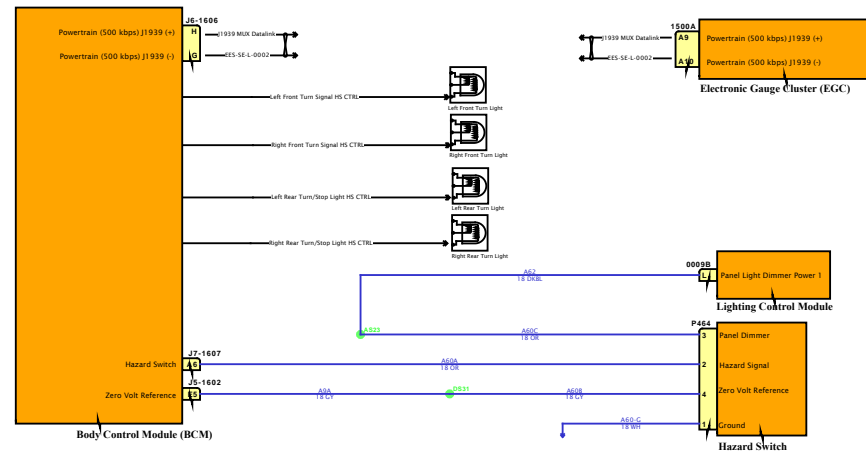 J6-1606
H
Powertrain (500 kbps) J1939 (+)
J1939 MUX Datalink
G
Powertrain (500 kbps) J1939 (-)
EES-SE-L-0002
1500A
A9
J1939 MUX Datalink
Powertrain (500 kbps) J1939 (+)
A10
EES-SE-L-0002
Powertrain (500 kbps) J1939 (-)
Electronic Gauge Cluster (EGC)
Left Front Turn Signal HS CTRL
Left Front Turn Light
Right Front Turn Signal HS CTRL
Right Front Turn Light
Left Rear Turn/Stop Light HS CTRL
Left Rear Turn Light
Right Rear Turn/Stop Light HS CTRL
Right Rear Turn Light
0009B
A62
18 DKBL
L
Panel Light Dimmer Power 1
Lighting Control Module
P464
AS23
A60C
18 OR
3
Panel Dimmer
J7-1607
Hazard Switch
A6
A60A
18 OR
2
Hazard Signal
J5-1602
Zero Volt Reference
E5
A9A
18 GY
DS31
A60B
18 GY
4
Zero Volt Reference
A60-G
18 WH
1
Ground
Body Control Module (BCM)
Hazard Switch